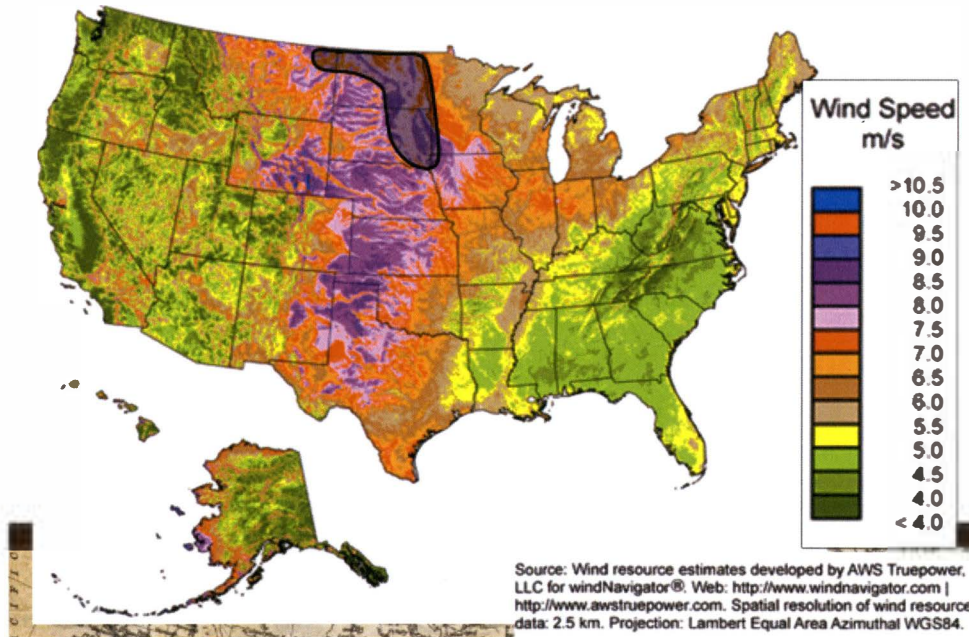 Wind Speed
m/s
>10.5
10.0
9.5
9.0
8.5
8.0
7.5
7.0
6.5
6.0
5.5
5.0
4.5
4.0
< 4.0
Source: Wind resource estimates developed by AWS Truepower,
LLC for windNavigator®. Web: http://www.windnavigator.com |
http://www.awstruepower.com. Spatial resolution of wind resource
data: 2.5 km. Projection: Lambert Equal Area Azimuthal WGS84.